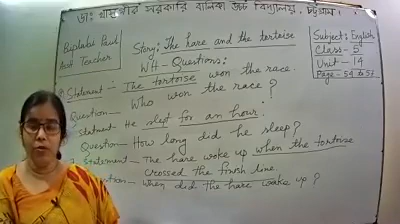 ডাঃ খাস্তগীর সরকারি বালিকা উচ্চ বিদ্যালয়, চট্টগ্রাম।
Biplabi Paul
Asst. Teacher
Story: The hare and the tortoise
WH-Questions:
Subject: English
Class - 5
Unit - 14
Page - 54 to 57
Statement - The tortoise won the race.
Question - Who won the race?
Statment - He slept for an hour.
Question - How long did he sleep?
Statement - The hare woke up when the tortoise
crossed the finish line.
When did the hare wake up?